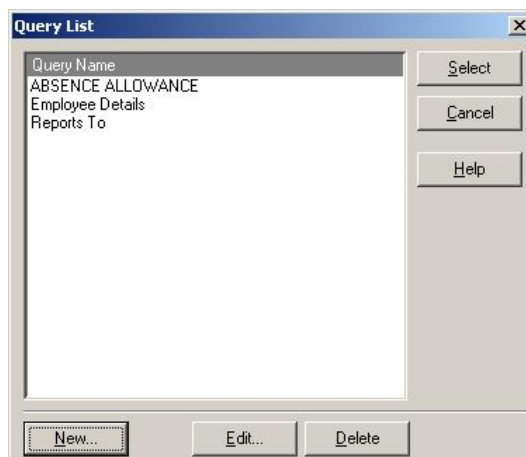 Query List
Query Name
ABSENCE ALLOWANCE
Employee Details
Reports To
Select
Cancel
Help
New...
Edit...
Delete